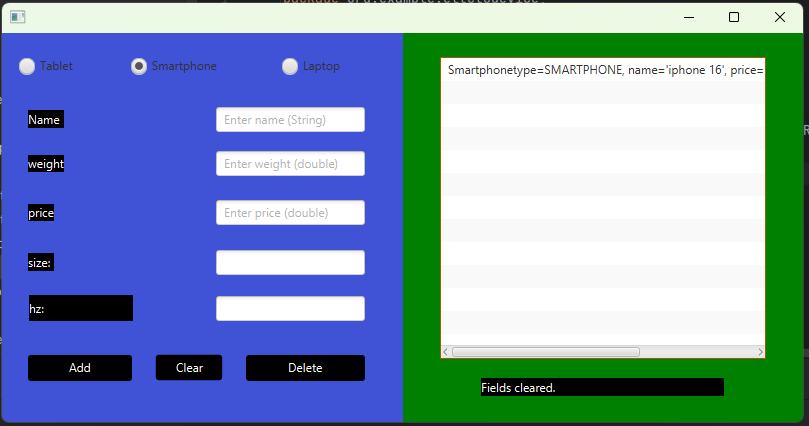 Tablet Smartphone Laptop
Name Enter name (String)
weight Enter weight (double)
price Enter price (double)
size:
hz:
Add Clear Delete
Smartphonetype=SMARTPHONE, name='iphone 16', price=
Fields cleared.